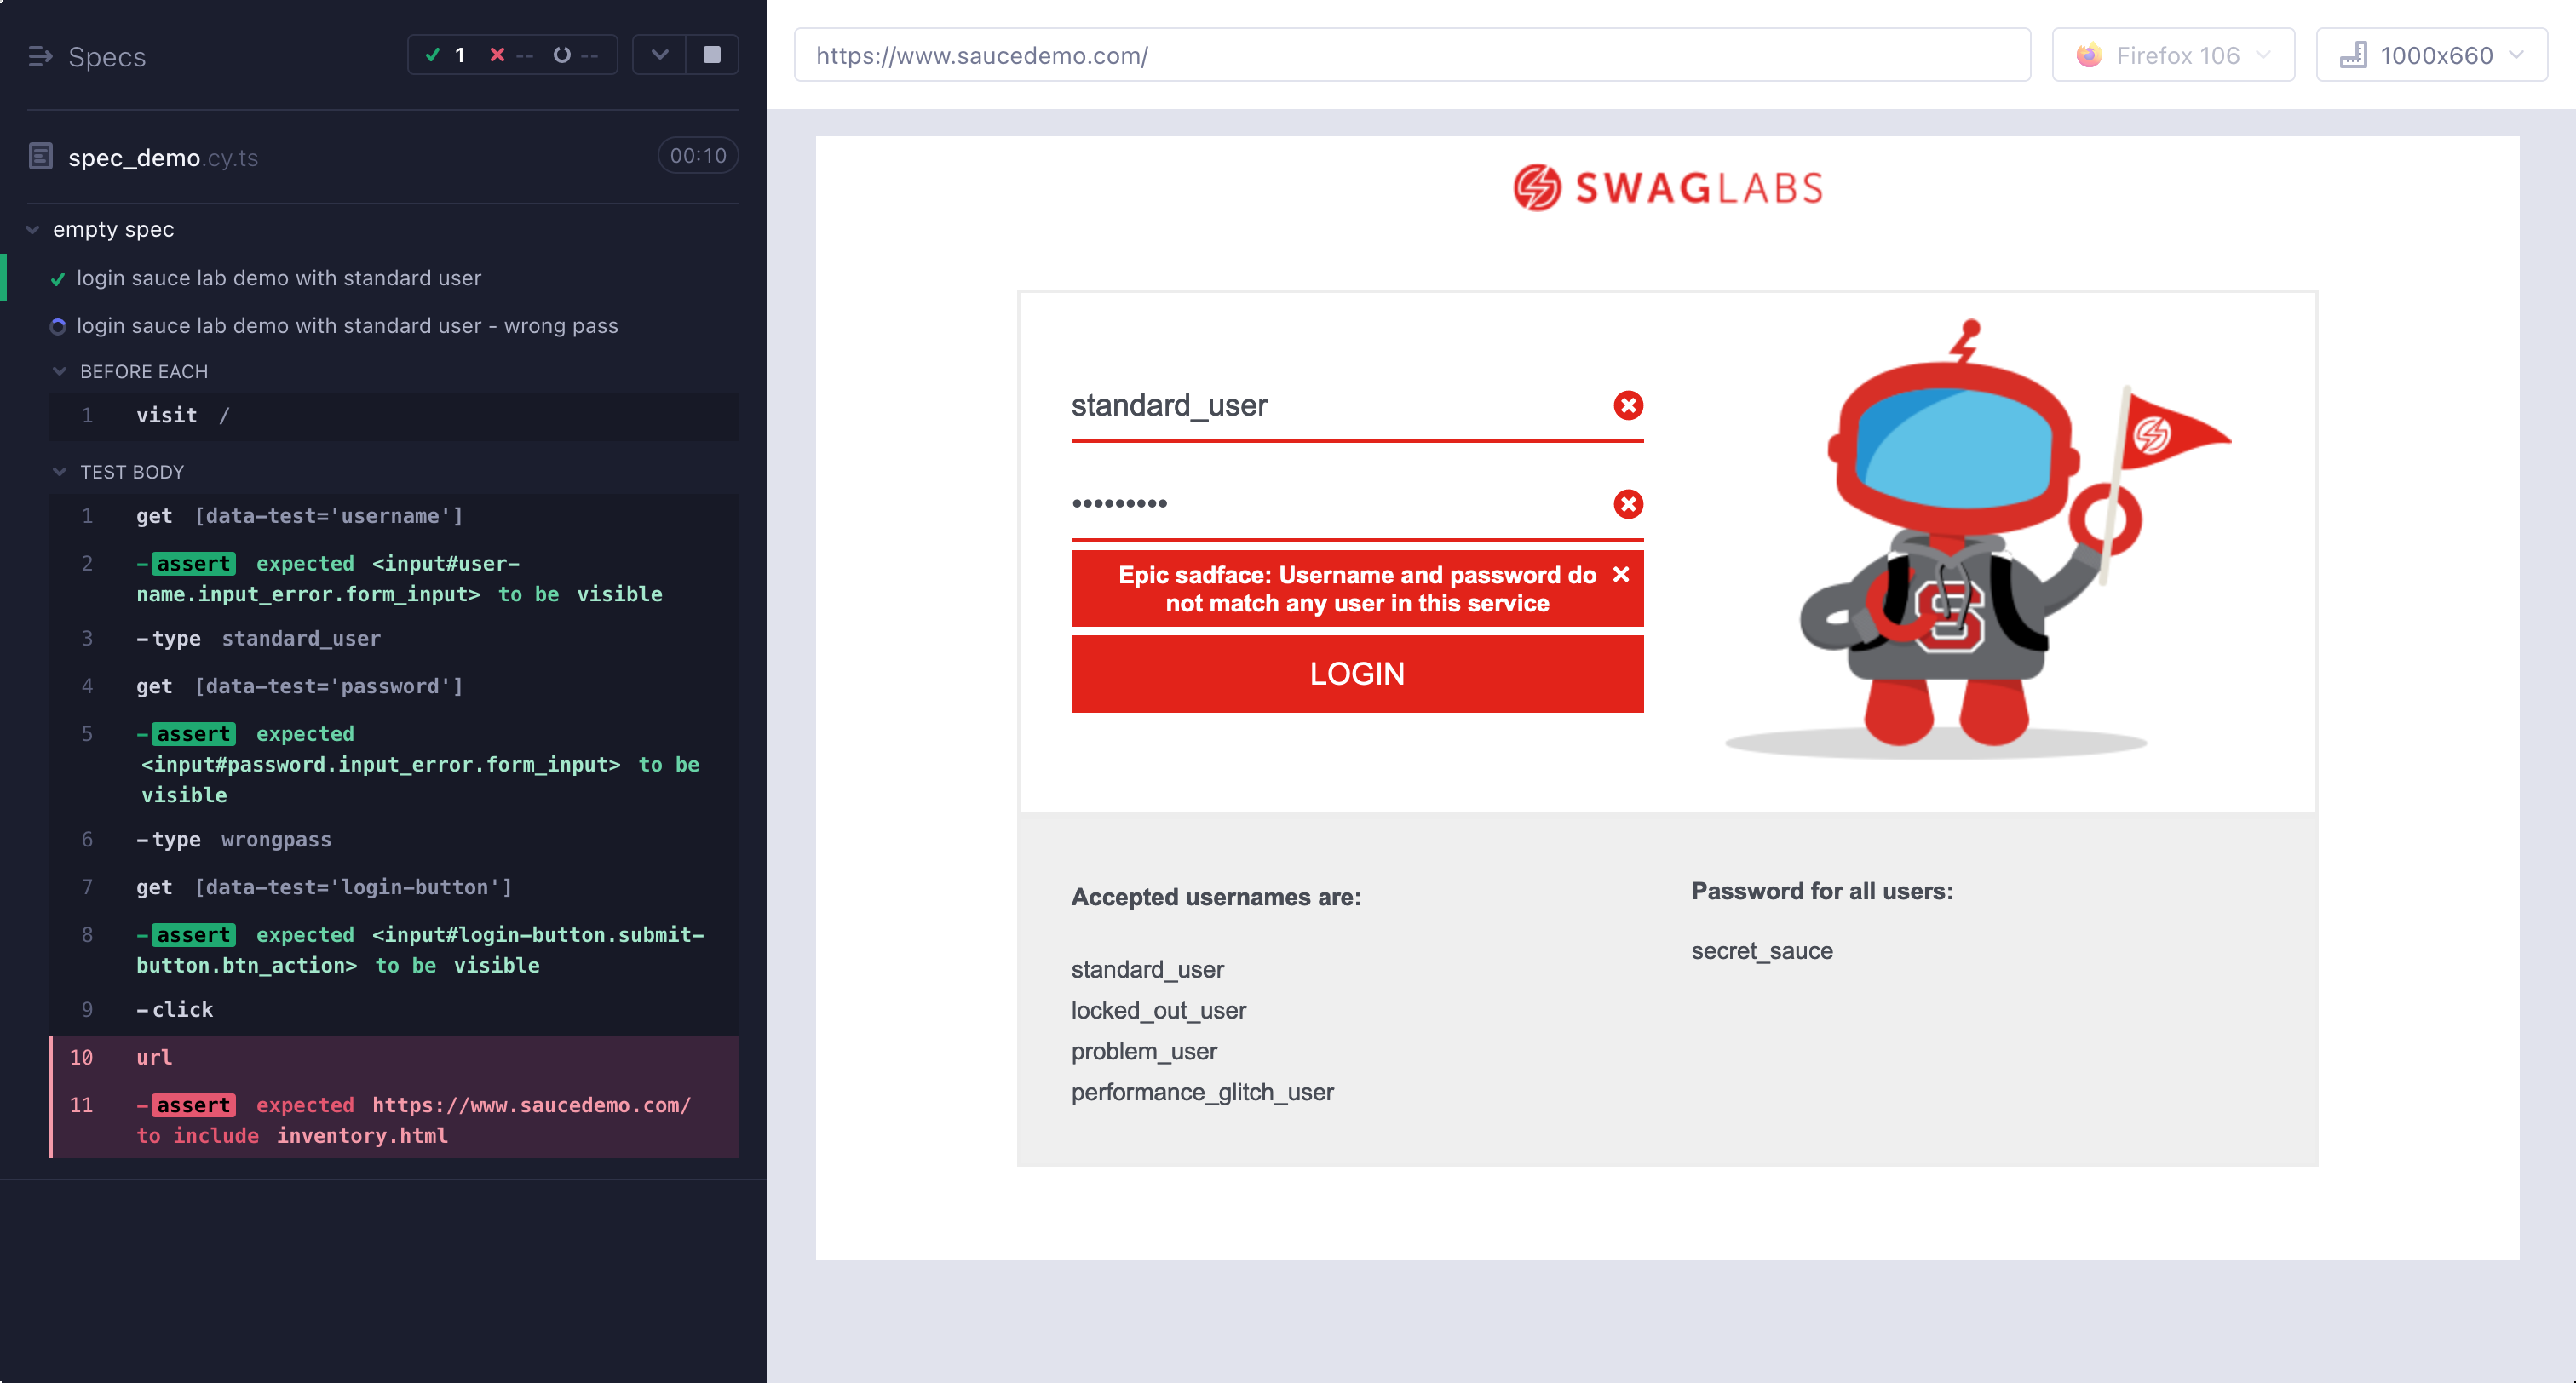 Specs
1 -- --
spec_demo.cy.ts 00:10
empty spec
login sauce lab demo with standard user
login sauce lab demo with standard user - wrong pass
BEFORE EACH
1 visit /
TEST BODY
1 get [data-test='username']
2 -assert expected <input#user-
name.input_error.form_input> to be visible
3 -type standard_user
4 get [data-test='password']
5 -assert expected
<input#password.input_error.form_input> to be
visible
6 -type wrongpass
7 get [data-test='login-button']
8 -assert expected <input#login-button.submit-
button.btn_action> to be visible
9 -click
10 url
11 -assert expected https://www.saucedemo.com/
to include inventory.html
https://www.saucedemo.com/
Firefox 106
1000x660
SWAGLABS
standard_user
•••••••••
Epic sadface: Username and password do
not match any user in this service
LOGIN
S
Accepted usernames are:
standard_user
locked_out_user
problem_user
performance_glitch_user
Password for all users:
secret_sauce